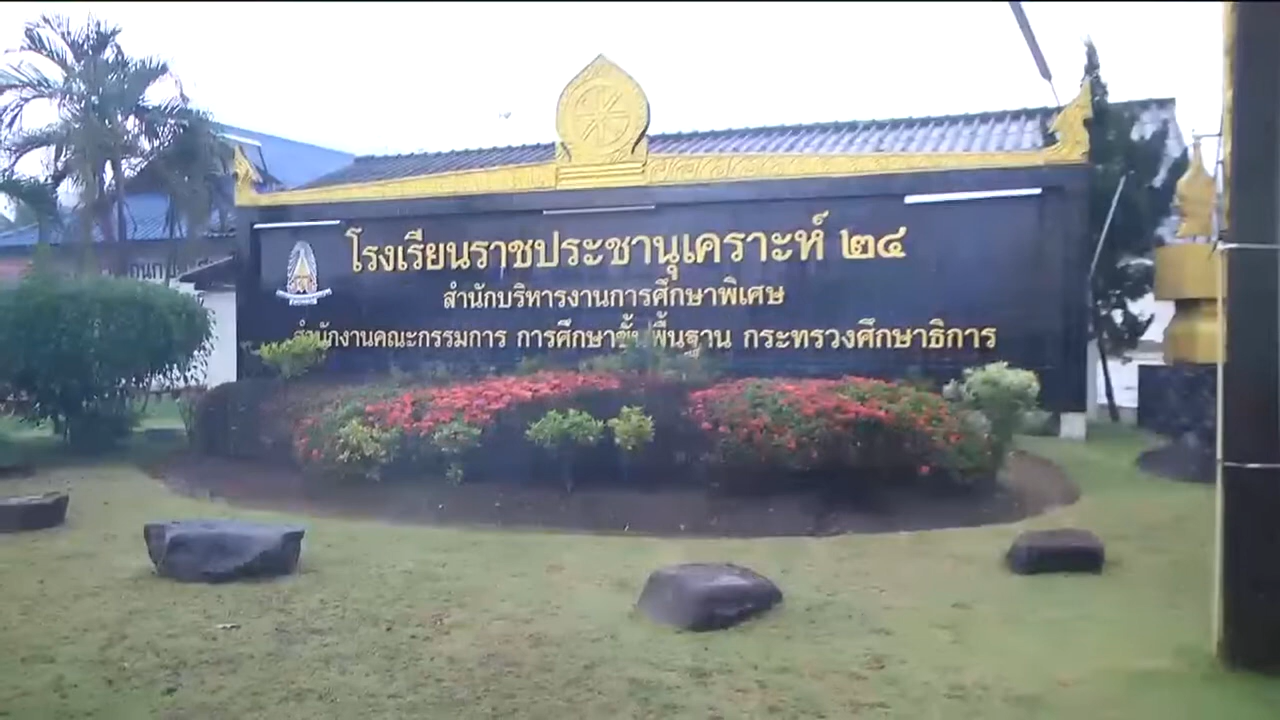 โรงเรียนราชประชานุเคราะห์ ๒๔
สำนักบริหารงานการศึกษาพิเศษ
สำนักงานคณะกรรมการ การศึกษาขั้นพื้นฐาน กระทรวงศึกษาธิการ